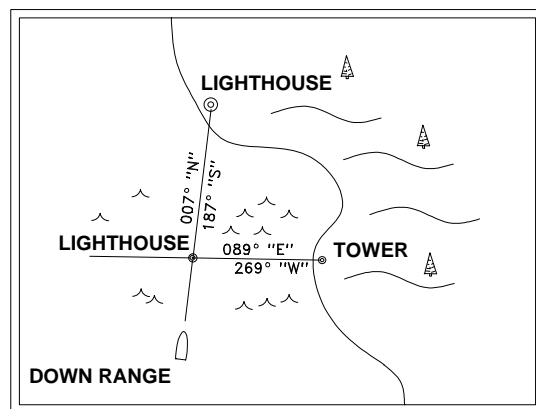 LIGHTHOUSE
007° "N"
187° "S"
LIGHTHOUSE
089° "E"
269° "W"
TOWER
DOWN RANGE